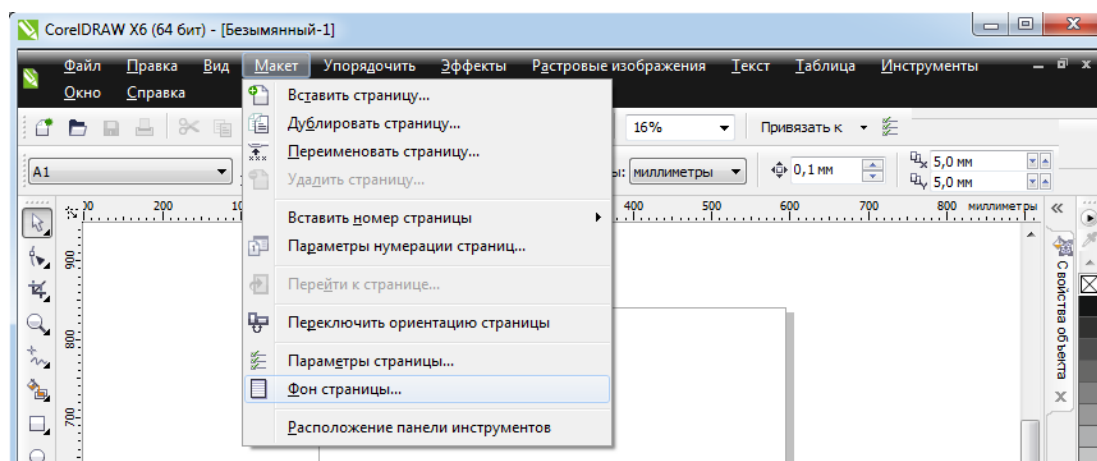 CorelDRAW X6 (64 бит) - [Безымянный-1]
Файл Правка Вид Макет Упорядочить Эффекты Растровые изображения Текст Таблица Инструменты
Окно Справка
Вставить страницу...
Дублировать страницу...
16%
Привязать к
Переименовать страницу...
A1
миллиметры
0,1 мм
5,0 мм
5,0 мм
Удалить страницу...
200
400 500 600 700 800 миллиметры
Вставить номер страницы
Параметры нумерации страниц...
900
Перейти к странице...
Переключить ориентацию страницы
800
Параметры страницы...
Фон страницы...
700
Расположение панели инструментов
Свойства объекта